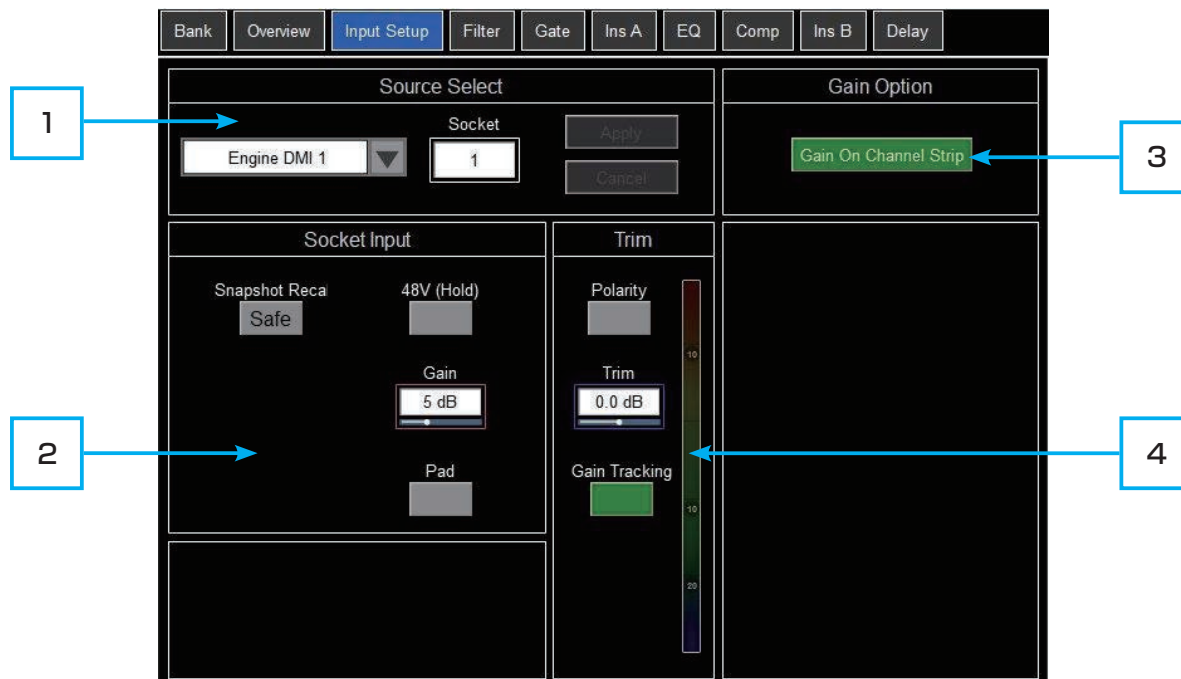 Bank Overview Input Setup Filter Gate Ins A EQ Comp Ins B Delay
Source Select
Gain Option
1
Socket
Engine DMI 1
1
Apply
Cancel
Gain On Channel Strip
3
Socket Input
Trim
Snapshot Reca
Safe
48V (Hold)
Polarity
10
Gain
5 dB
Trim
0.0 dB
2
4
Pad
Gain Tracking
10
20